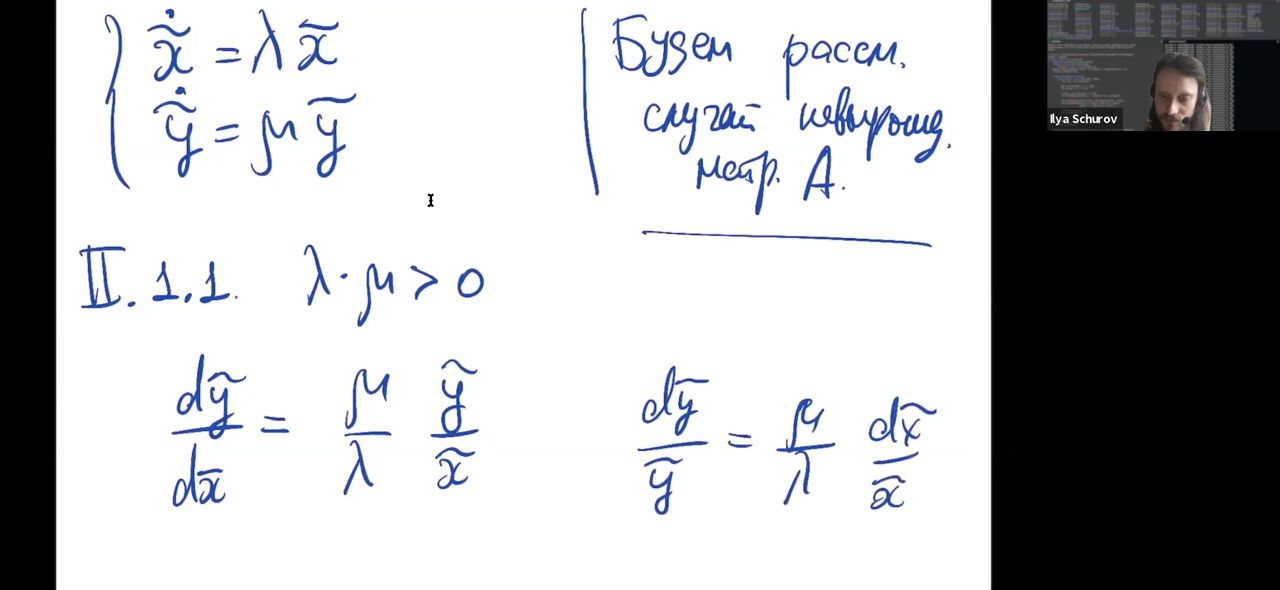 ẋ̃ = λx̃
ẏ̃ = μỹ
Будем рассм.
случай невырожд.
матр. A.
II. 1.1. λ · μ > 0
dỹ/dx̃ = μ/λ ỹ/x̃
dỹ/ỹ = μ/λ dx̃/x̃
Ilya Schurov